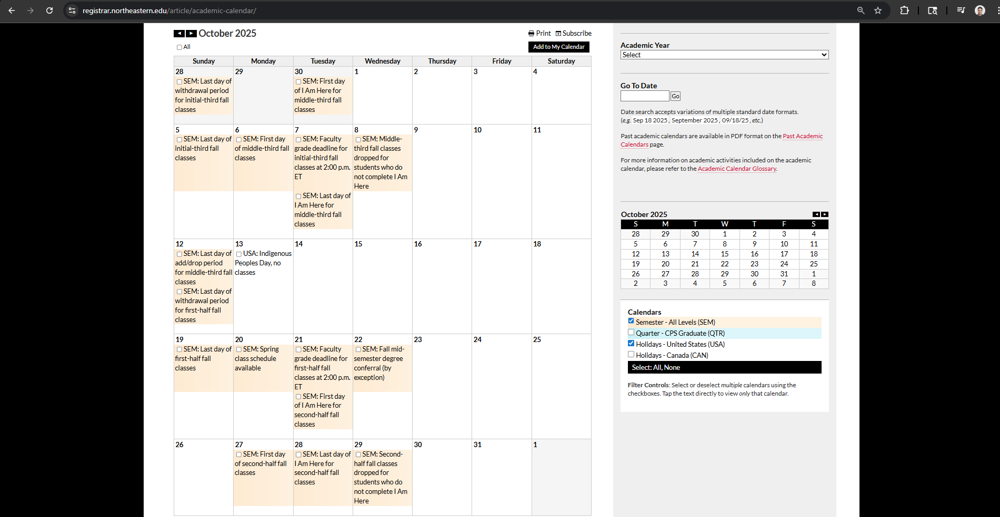 registrar.northeastern.edu/article/academic-calendar/
October 2025
Print
Subscribe
All
Add to My Calendar
Sunday Monday Tuesday Wednesday Thursday Friday Saturday
28
SEM: Last day of
withdrawal period
for initial-third fall
classes
29
30
SEM: First day
of I Am Here for
middle-third fall
classes
1
2
3
4
5
SEM: Last day of
initial-third fall
classes
6
SEM: First day
of middle-third fall
classes
7
SEM: Faculty
grade deadline for
initial-third fall
classes at 2:00 p.m.
ET
SEM: Last day of
I Am Here for
middle-third fall
classes
8
SEM: Middle-
third fall classes
dropped for
students who do
not complete I Am
Here
9
10
11
12
SEM: Last day of
add/drop period
for middle-third fall
classes
SEM: Last day of
withdrawal period
for first-half fall
classes
13
USA: Indigenous
Peoples Day, no
classes
14
15
16
17
18
19
SEM: Last day of
first-half fall
classes
20
SEM: Spring
class schedule
available
21
SEM: Faculty
grade deadline for
first-half fall
classes at 2:00 p.m.
ET
SEM: First day
of I Am Here for
second-half fall
classes
22
SEM: Fall mid-
semester degree
conferral (by
exception)
23
24
25
26
27
SEM: First day
of second-half fall
classes
28
SEM: Last day of
I Am Here for
second-half fall
classes
29
SEM: Second-
half fall classes
dropped for
students who do
not complete I Am
Here
30
31
1
Academic Year
Select
Go To Date
Go
Date search accepts variations of multiple standard date formats.
(e.g. Sep 18 2025, September 2025, 09/18/25, etc.)
Past academic calendars are available in PDF format on the Past Academic
Calendars page.
For more information on academic activities included on the academic
calendar, please refer to the Academic Calendar Glossary.
October 2025
S M T W T F S
28 29 30 1 2 3 4
5 6 7 8 9 10 11
12 13 14 15 16 17 18
19 20 21 22 23 24 25
26 27 28 29 30 31 1
2 3 4 5 6 7 8
Calendars
Semester - All Levels (SEM)
Quarter - CPS Graduate (QTR)
Holidays - United States (USA)
Holidays - Canada (CAN)
Select: All, None
Filter Controls: Select or deselect multiple calendars using the
checkboxes. Tap the text directly to view only that calendar.